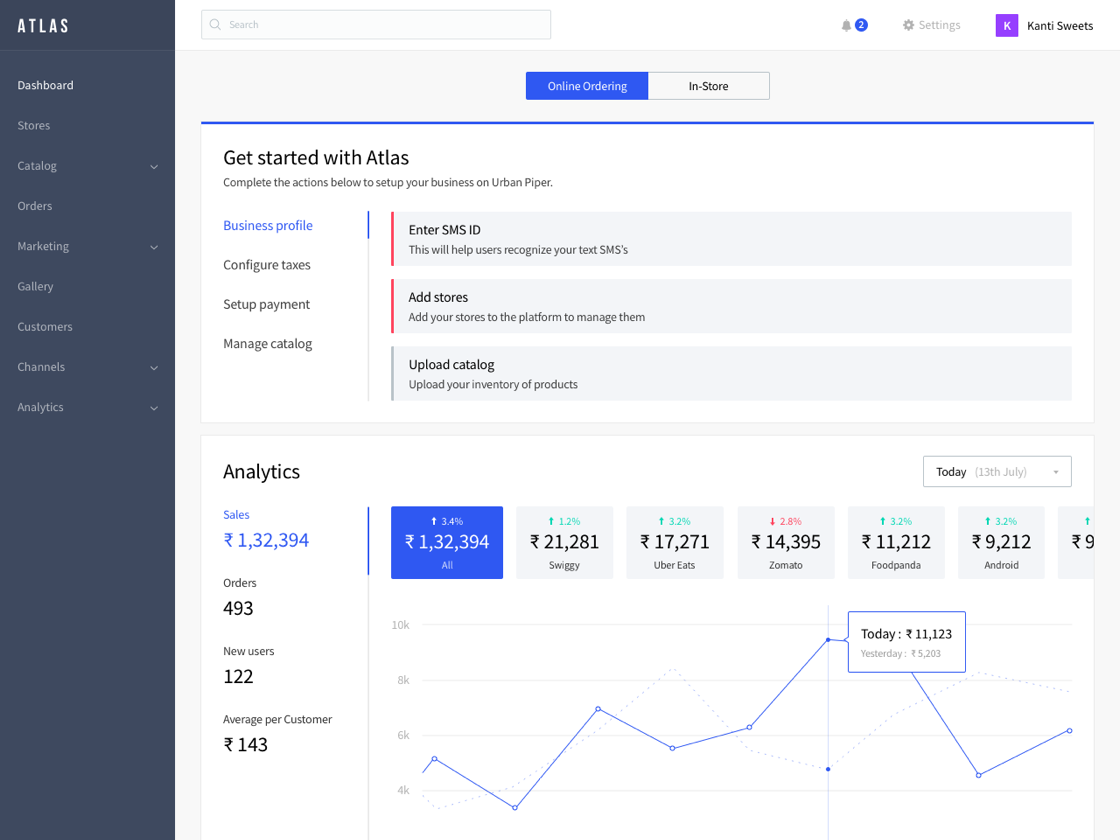 ATLAS
Search
2
Settings
K
Kanti Sweets
Dashboard
Stores
Catalog
Orders
Marketing
Gallery
Customers
Channels
Analytics
Online Ordering
In-Store
Get started with Atlas
Complete the actions below to setup your business on Urban Piper.
Business profile
Configure taxes
Setup payment
Manage catalog
Enter SMS ID
This will help users recognize your text SMS's
Add stores
Add your stores to the platform to manage them
Upload catalog
Upload your inventory of products
Analytics
Today (13th July)
Sales
₹ 1,32,394
Orders
493
New users
122
Average per Customer
₹ 143
3.4%
₹ 1,32,394
All
1.2%
₹ 21,281
Swiggy
3.2%
₹ 17,271
Uber Eats
2.8%
₹ 14,395
Zomato
3.2%
₹ 11,212
Foodpanda
3.2%
₹ 9,212
Android
₹ 9
10k
8k
6k
4k
Today : ₹ 11,123
Yesterday : ₹ 5,203